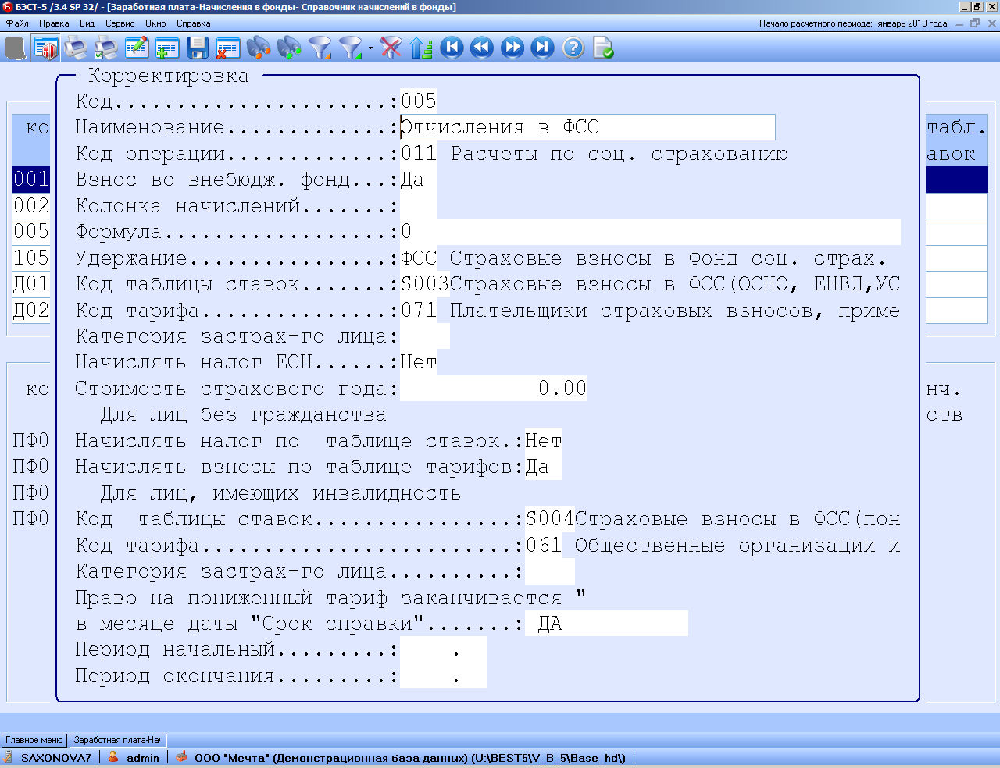 БЭСТ-5 /3.4 SP 32/ - [Заработная плата-Начисления в фонды- Справочник начислений в фонды]
Файл Правка Вид Сервис Окно Справка Начало расчетного периода: январь 2013 года
Корректировка
Код......................:005
Наименование.............:Отчисления в ФСС
Код операции.............:011 Расчеты по соц. страхованию
Взнос во внебюдж. фонд...:Да
Колонка начислений.......:
Формула..................:0
Удержание................:ФСС Страховые взносы в Фонд соц. страх.
Код таблицы ставок.......:S003Страховые взносы в ФСС(ОСНО, ЕНВД,УС
Код тарифа...............:071 Плательщики страховых взносов, приме
Категория застрах-го лица:
Начислять налог ЕСН......:Нет
Стоимость страхового года: 0.00
Для лиц без гражданства
Начислять налог по таблице ставок.:Нет
Начислять взносы по таблице тарифов:Да
Для лиц, имеющих инвалидность
Код таблицы ставок.................:S004Страховые взносы в ФСС(пон
Код тарифа.........................:061 Общественные организации и
Категория застрах-го лица..........:
Право на пониженный тариф заканчивается "
в месяце даты "Срок справки".......: ДА
Период начальный.........: .
Период окончания.........: .
ко
001
002
005
105
Д01
Д02
табл.
авок
ко
ПФ0
ПФ0
ПФ0
ПФ0
нч.
ств
Главное меню Заработная плата-Нач
SAXONOVA7 admin ООО "Мечта" (Демонстрационная база данных) (U:\BEST5\V_B_5\Base_hd\)